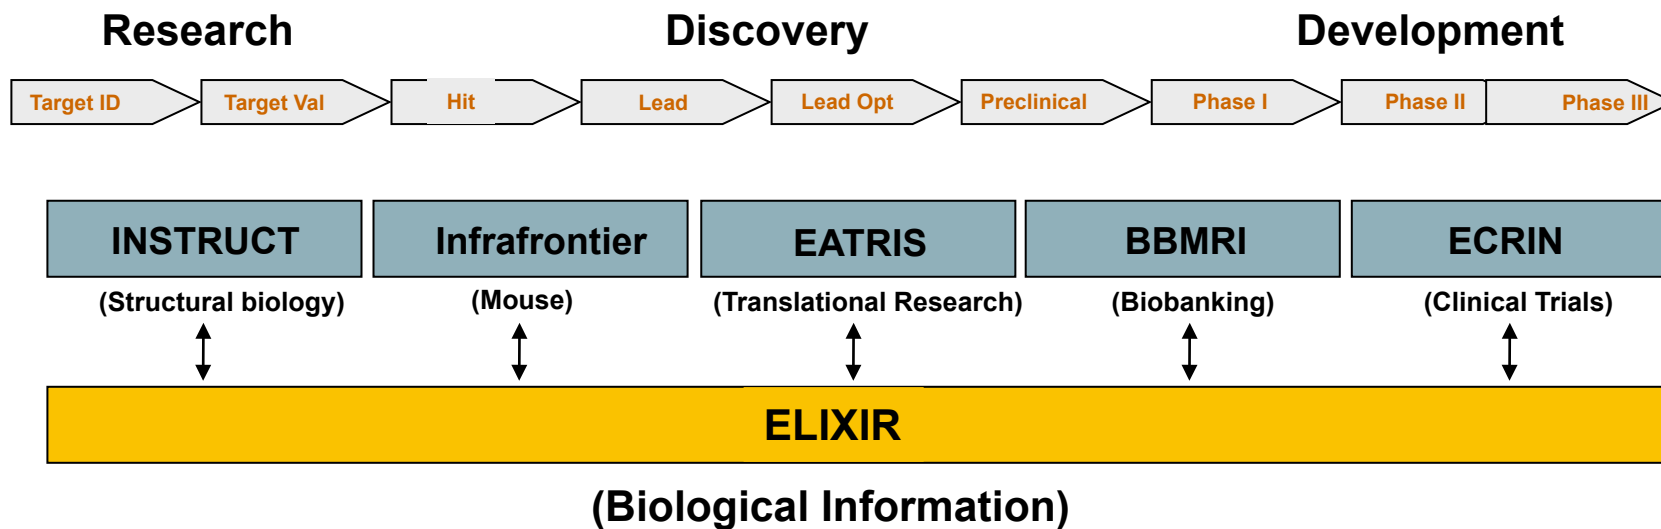 Research Discovery Development
Target ID Target Val Hit Lead Lead Opt Preclinical Phase I Phase II Phase III
INSTRUCT Infrafrontier EATRIS BBMRI ECRIN
(Structural biology) (Mouse) (Translational Research) (Biobanking) (Clinical Trials)
ELIXIR
(Biological Information)